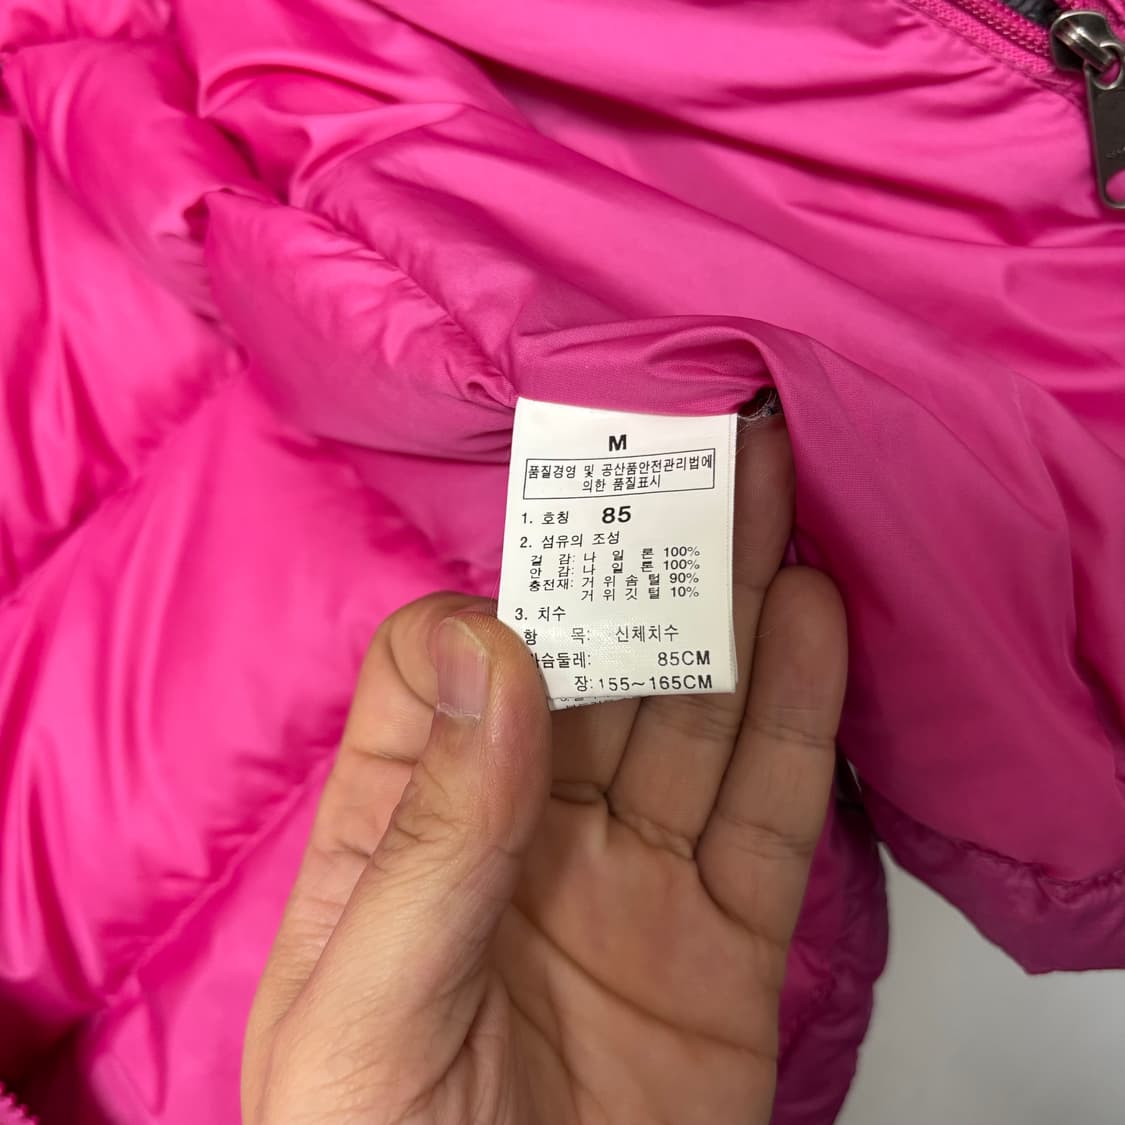 M
품질경영 및 공산품안전관리법에
의한 품질표시
1. 호칭 85
2. 섬유의 조성
겉 감: 나 일 론 100%
안 감: 나 일 론 100%
충전재: 거 위 솜 털 90%
거 위 깃 털 10%
3. 치수
항 목: 신체치수
슴둘레: 85CM
장: 155~165CM